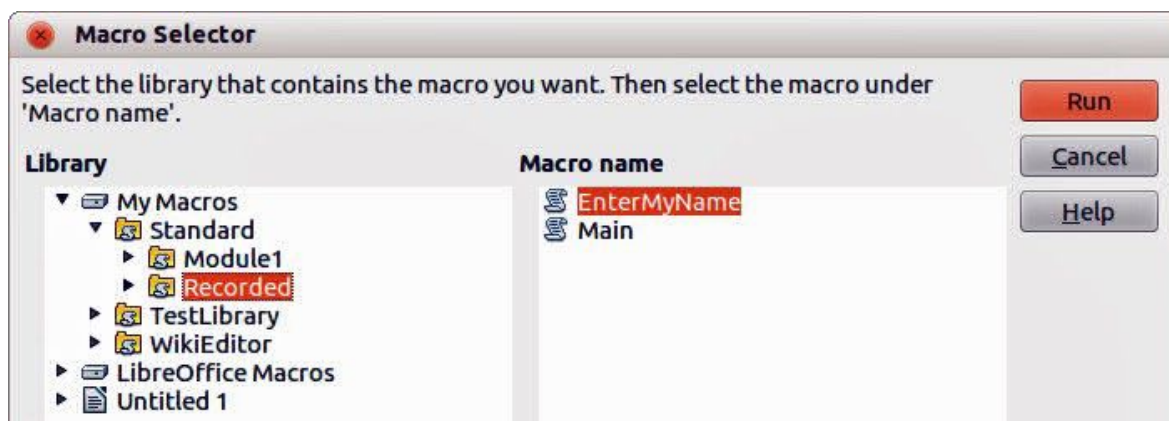 Macro Selector
Select the library that contains the macro you want. Then select the macro under
'Macro name'.
Run
Cancel
Help
Library
My Macros
Standard
Module1
Recorded
TestLibrary
WikiEditor
LibreOffice Macros
Untitled 1
Macro name
EnterMyName
Main